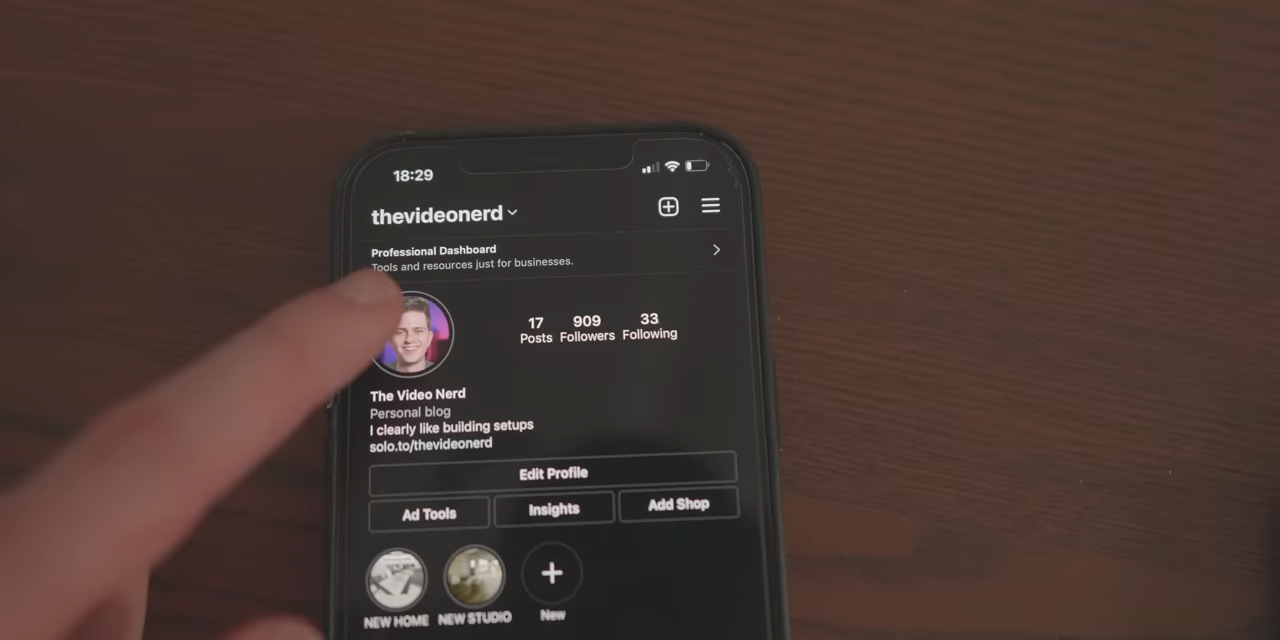 18:29
thevideonerd
Professional Dashboard
Tools and resources just for businesses.
17 909 33
Posts Followers Following
The Video Nerd
Personal blog
I clearly like building setups
solo.to/thevideonerd
Edit Profile
Ad Tools Insights Add Shop
NEW HOME NEW STUDIO New